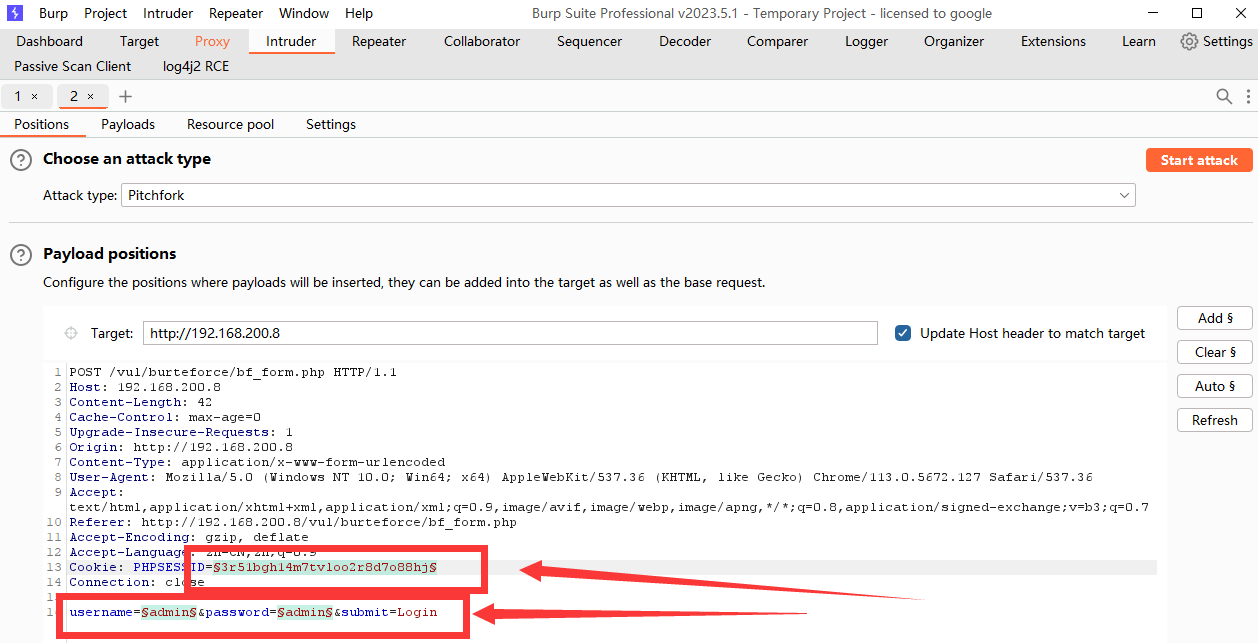 Burp Project Intruder Repeater Window Help Burp Suite Professional v2023.5.1 - Temporary Project - licensed to google
Dashboard Target Proxy Intruder Repeater Collaborator Sequencer Decoder Comparer Logger Organizer Extensions Learn Settings
Passive Scan Client log4j2 RCE
1 × 2 × +
Positions Payloads Resource pool Settings
? Choose an attack type Start attack
Attack type: Pitchfork
? Payload positions
Configure the positions where payloads will be inserted, they can be added into the target as well as the base request.
Target: http://192.168.200.8 Update Host header to match target
Add §
Clear §
Auto §
Refresh
1 POST /vul/burteforce/bf_form.php HTTP/1.1
2 Host: 192.168.200.8
3 Content-Length: 42
4 Cache-Control: max-age=0
5 Upgrade-Insecure-Requests: 1
6 Origin: http://192.168.200.8
7 Content-Type: application/x-www-form-urlencoded
8 User-Agent: Mozilla/5.0 (Windows NT 10.0; Win64; x64) AppleWebKit/537.36 (KHTML, like Gecko) Chrome/113.0.5672.127 Safari/537.36
9 Accept:
text/html,application/xhtml+xml,application/xml;q=0.9,image/avif,image/webp,image/apng,*/*;q=0.8,application/signed-exchange;v=b3;q=0.7
10 Referer: http://192.168.200.8/vul/burteforce/bf_form.php
11 Accept-Encoding: gzip, deflate
12 Accept-Language: zh-CN,zh;q=0.9
13 Cookie: PHPSESSID=§3r51bgh14m7tvloo2r8d7o88hj§
14 Connection: close
1
1 username=§admin§&password=§admin§&submit=Login